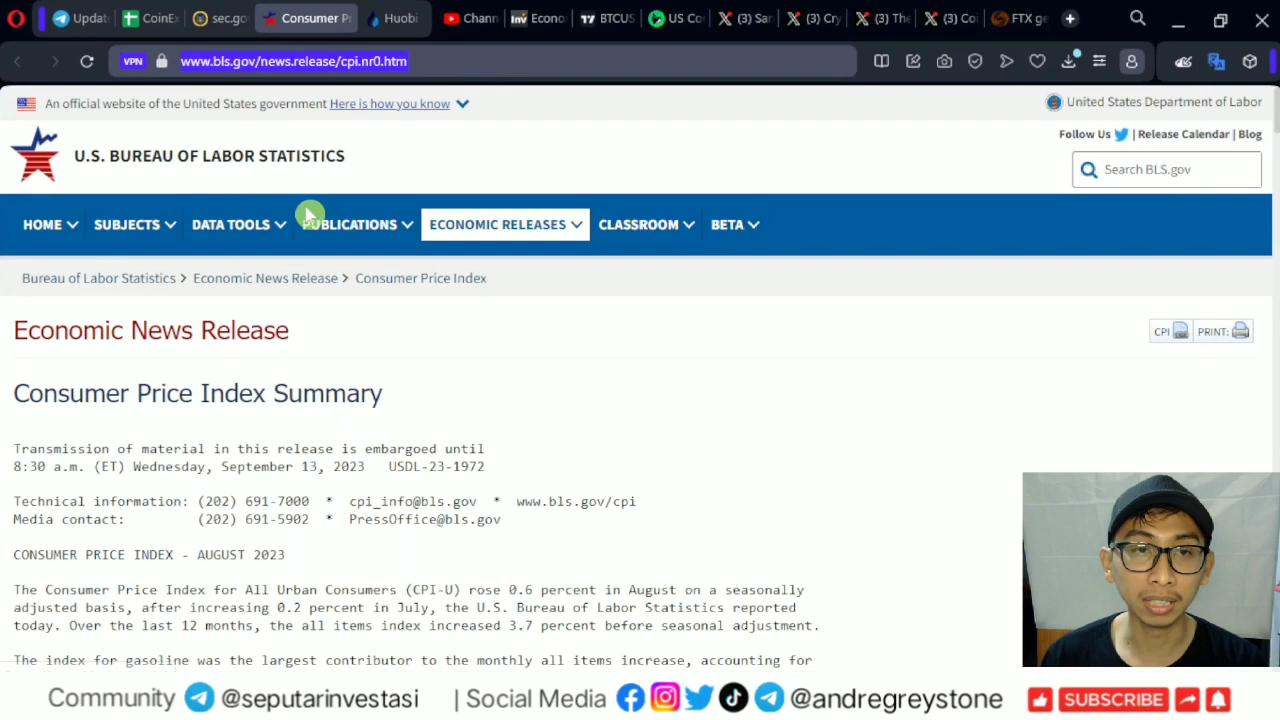 Update
CoinEx
sec.go
Consumer Pr
Huobi
Chann
Inv Econo
BTCUS
US Co
(3) San
(3) Cry
(3) The
(3) Coi
FTX ge
VPN www.bls.gov/news.release/cpi.nr0.htm
An official website of the United States government Here is how you know
United States Department of Labor
Follow Us | Release Calendar | Blog
U.S. BUREAU OF LABOR STATISTICS
Search BLS.gov
HOME SUBJECTS DATA TOOLS PUBLICATIONS ECONOMIC RELEASES CLASSROOM BETA
Bureau of Labor Statistics > Economic News Release > Consumer Price Index
Economic News Release
CPI PRINT:
Consumer Price Index Summary
Transmission of material in this release is embargoed until
8:30 a.m. (ET) Wednesday, September 13, 2023 USDL-23-1972
Technical information: (202) 691-7000 * cpi_info@bls.gov * www.bls.gov/cpi
Media contact: (202) 691-5902 * PressOffice@bls.gov
CONSUMER PRICE INDEX - AUGUST 2023
The Consumer Price Index for All Urban Consumers (CPI-U) rose 0.6 percent in August on a seasonally
adjusted basis, after increasing 0.2 percent in July, the U.S. Bureau of Labor Statistics reported
today. Over the last 12 months, the all items index increased 3.7 percent before seasonal adjustment.
The index for gasoline was the largest contributor to the monthly all items increase, accounting for
Community @seputarinvestasi | Social Media @andregreystone SUBSCRIBE